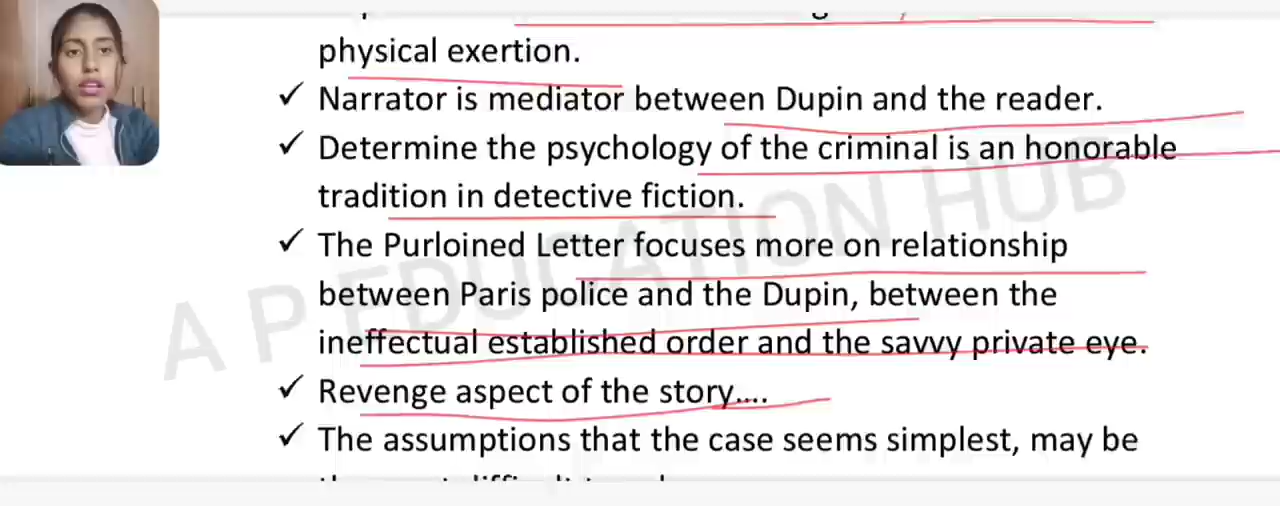 physical exertion.
✓ Narrator is mediator between Dupin and the reader.
✓ Determine the psychology of the criminal is an honorable
tradition in detective fiction.
✓ The Purloined Letter focuses more on relationship
between Paris police and the Dupin, between the
ineffectual established order and the savvy private eye.
✓ Revenge aspect of the story....
✓ The assumptions that the case seems simplest, may be
A P EDUCATION HUB